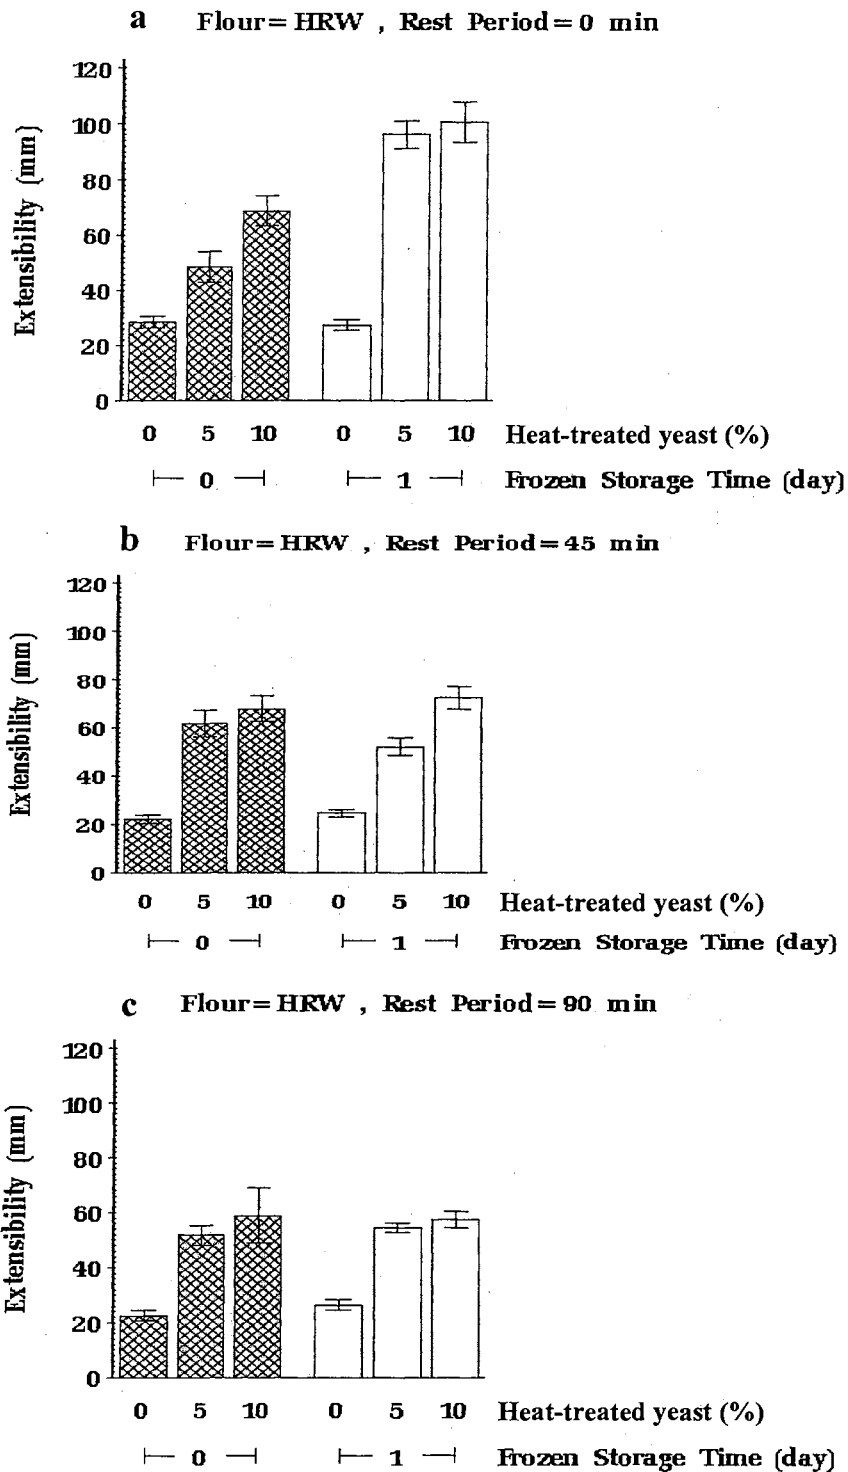 a Flour=HRW , Rest Period=0 min
Extensibility (mm)
120
100
80
60
40
20
0
0 5 10 0 5 10 Heat-treated yeast (%)
0 1 Frozen Storage Time (day)
b Flour=HRW , Rest Period=45 min
Extensibility (mm)
120
100
80
60
40
20
0
0 5 10 0 5 10 Heat-treated yeast (%)
0 1 Frozen Storage Time (day)
c Flour=HRW , Rest Period=90 min
Extensibility (mm)
120
100
80
60
40
20
0
0 5 10 0 5 10 Heat-treated yeast (%)
0 1 Frozen Storage Time (day)